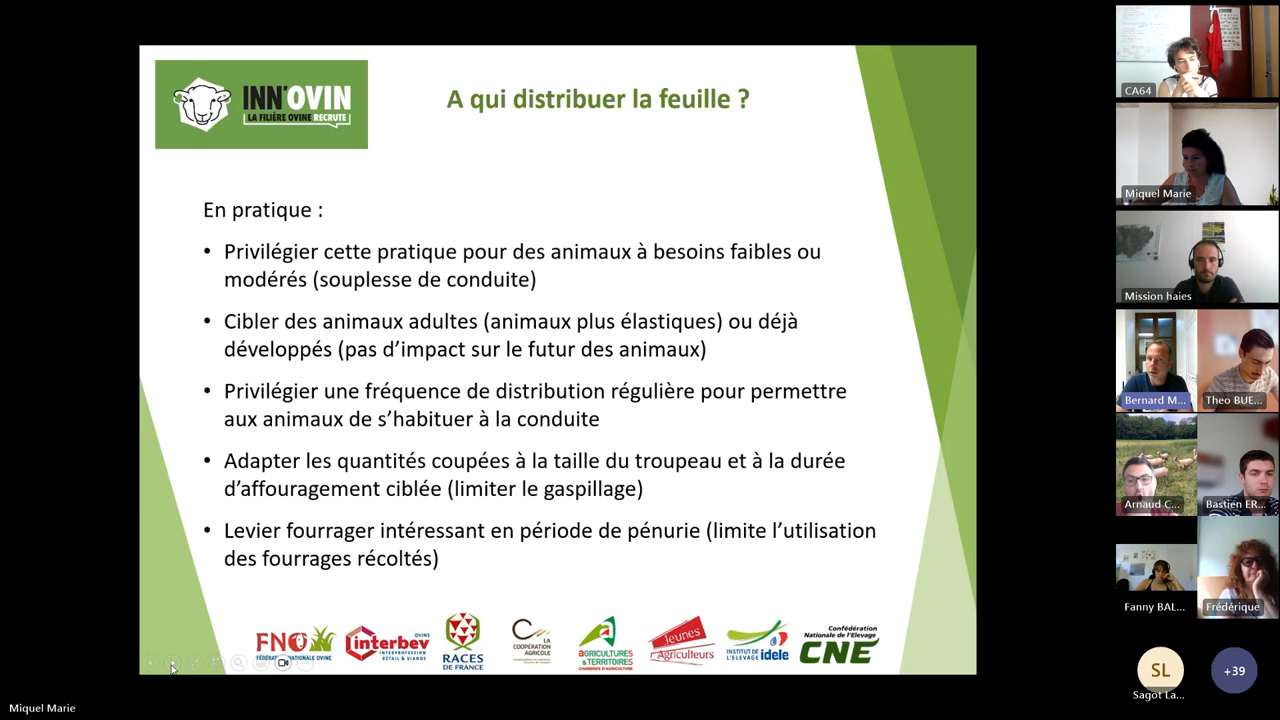 INN'OVIN
LA FILIÈRE OVINE RECRUTE
A qui distribuer la feuille ?
En pratique :
• Privilégier cette pratique pour des animaux à besoins faibles ou
modérés (souplesse de conduite)
• Cibler des animaux adultes (animaux plus élastiques) ou déjà
développés (pas d'impact sur le futur des animaux)
• Privilégier une fréquence de distribution régulière pour permettre
aux animaux de s'habituer à la conduite
• Adapter les quantités coupées à la taille du troupeau et à la durée
d'affouragement ciblée (limiter le gaspillage)
• Levier fourrager intéressant en période de pénurie (limite l'utilisation
des fourrages récoltés)
FNO
OVINE
interbev
OVINS
INTERPROFESSION
BÉTAIL & VIANDE
RACES
DE FRANCE
LA
COOPÉRATION
AGRICOLE
AGRICULTURES
& TERRITOIRES
CHAMBRES D'AGRICULTURE
Jeunes
Agriculteurs
INSTITUT DE
L'ELEVAGE idele
Confédération
Nationale de l'Elevage
CNE
CA64
Miquel Marie
Mission haies
Bernard M...
Theo BUE...
Arnaud C...
Bastien ER...
Fanny BAL...
Frédérique
SL
Sagot La...
+39
Miquel Marie